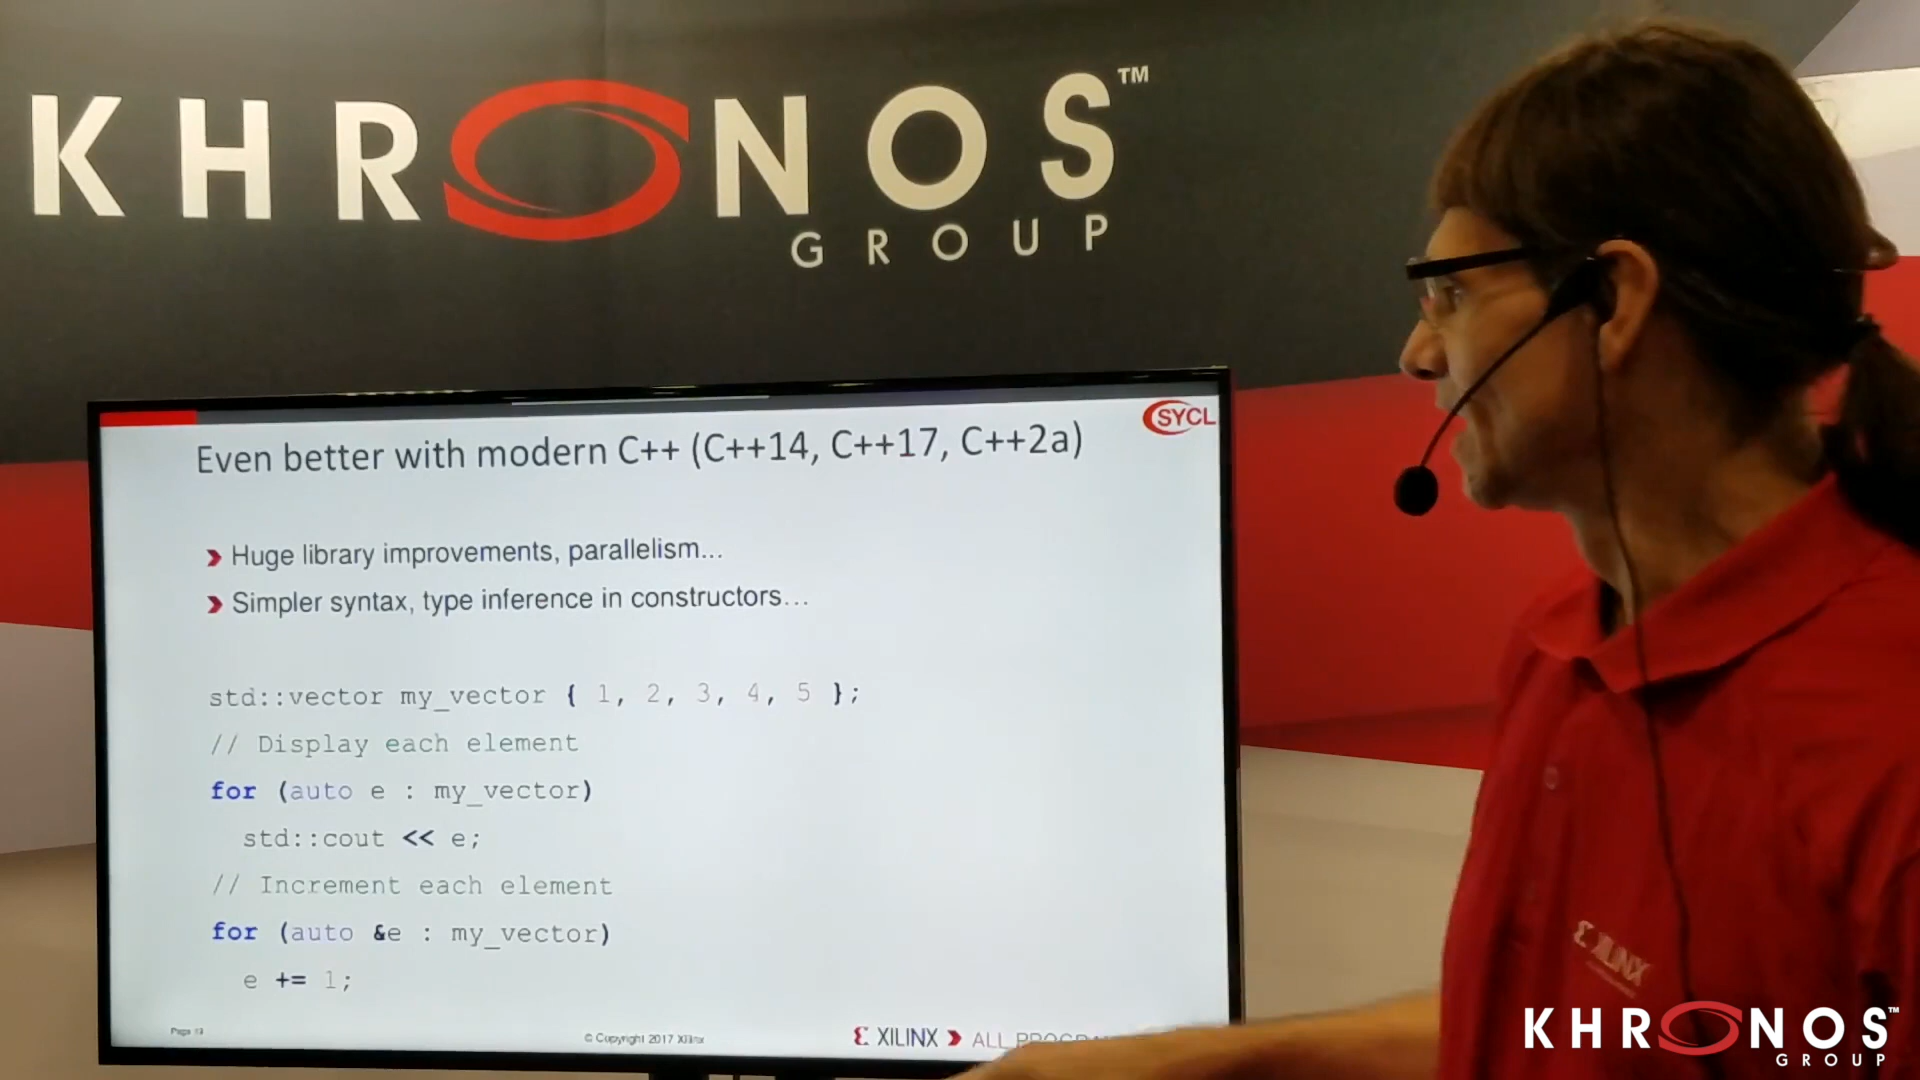 KHRONOS™
GROUP
SYCL
Even better with modern C++ (C++14, C++17, C++2a)
Huge library improvements, parallelism...
Simpler syntax, type inference in constructors...
std::vector my_vector { 1, 2, 3, 4, 5 };
// Display each element
for (auto e : my_vector)
std::cout << e;
// Increment each element
for (auto &e : my_vector)
e += 1;
Page
© Copyright 2017 Xilinx
XILINX
ALL
XILINX
KHRONOS™
GROUP